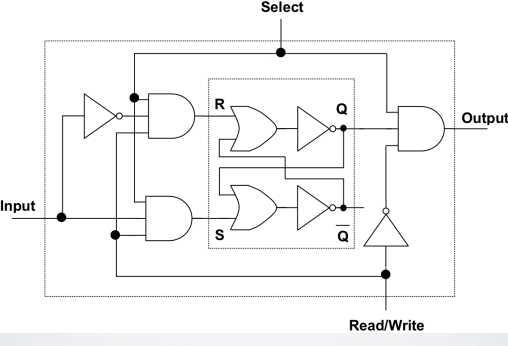 Select
R
Q
Output
Input
S
Q
Read/Write